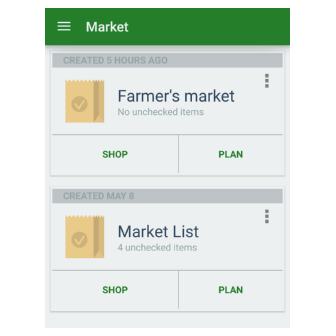 Market
CREATED 5 HOURS AGO
Farmer's market
No unchecked items
SHOP PLAN
CREATED MAY 8
Market List
4 unchecked items
SHOP PLAN